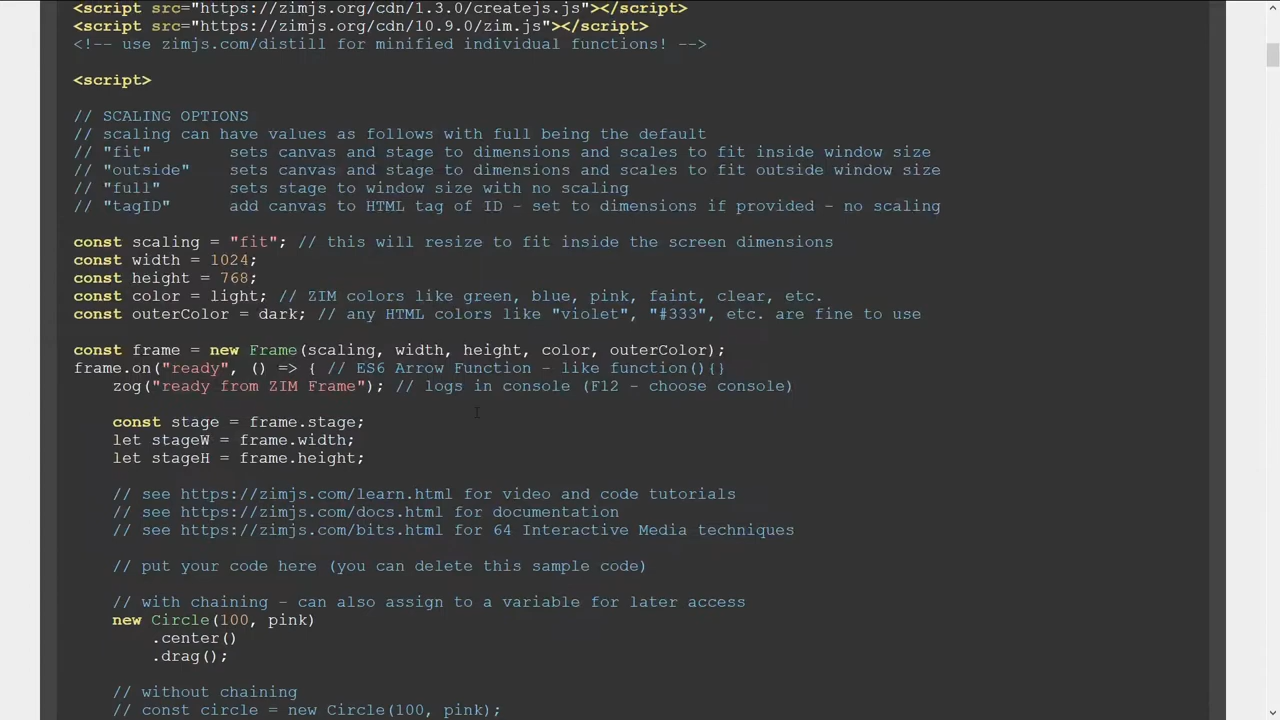 <script src="https://zimjs.org/cdn/1.3.0/createjs.js"></script>
<script src="https://zimjs.org/cdn/10.9.0/zim.js"></script>
<!-- use zimjs.com/distill for minified individual functions! -->
<script>
// SCALING OPTIONS
// scaling can have values as follows with full being the default
// "fit"        sets canvas and stage to dimensions and scales to fit inside window size
// "outside"    sets canvas and stage to dimensions and scales to fit outside window size
// "full"       sets stage to window size with no scaling
// "tagID"      add canvas to HTML tag of ID - set to dimensions if provided - no scaling
const scaling = "fit"; // this will resize to fit inside the screen dimensions
const width = 1024;
const height = 768;
const color = light; // ZIM colors like green, blue, pink, faint, clear, etc.
const outerColor = dark; // any HTML colors like "violet", "#333", etc. are fine to use
const frame = new Frame(scaling, width, height, color, outerColor);
frame.on("ready", () => { // ES6 Arrow Function - like function(){}
    zog("ready from ZIM Frame"); // logs in console (F12 - choose console)
    const stage = frame.stage;
    let stageW = frame.width;
    let stageH = frame.height;
    // see https://zimjs.com/learn.html for video and code tutorials
    // see https://zimjs.com/docs.html for documentation
    // see https://zimjs.com/bits.html for 64 Interactive Media techniques
    // put your code here (you can delete this sample code)
    // with chaining - can also assign to a variable for later access
    new Circle(100, pink)
        .center()
        .drag();
    // without chaining
    // const circle = new Circle(100, pink);